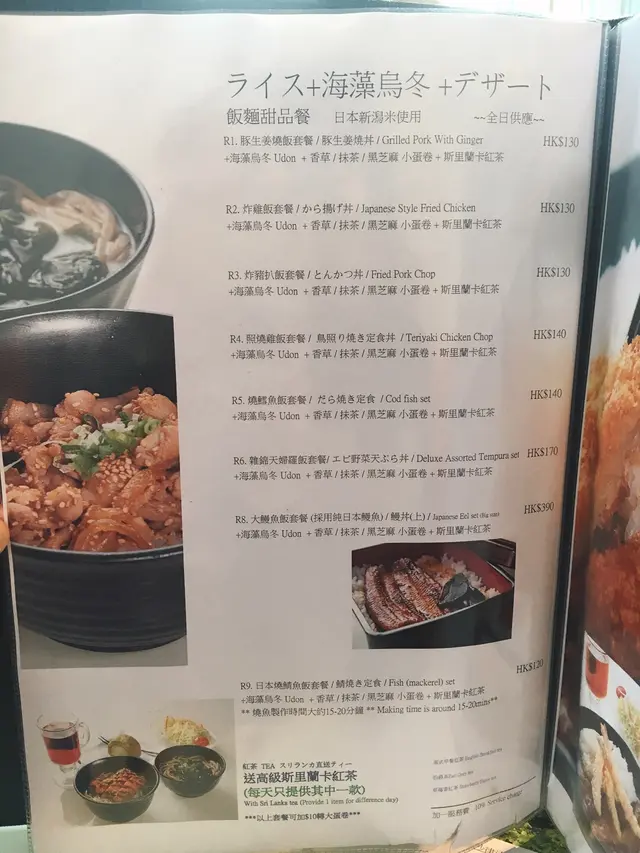 ライス+海藻烏冬 +デザート
飯麵甜品餐 日本新潟米使用 ~~全日供應~~
R1. 豚生姜燒飯套餐 / 豚生姜焼丼 / Grilled Pork With Ginger HK$130
+海藻烏冬 Udon + 香草 / 抹茶 / 黑芝麻 小蛋卷 + 斯里蘭卡紅茶
R2. 炸雞飯套餐 / から揚げ丼 / Japanese Style Fried Chicken HK$130
+海藻烏冬 Udon + 香草 / 抹茶 / 黑芝麻 小蛋卷 + 斯里蘭卡紅茶
R3. 炸豬扒飯套餐 / とんかつ丼 / Fried Pork Chop HK$130
+海藻烏冬 Udon + 香草 / 抹茶 / 黑芝麻 小蛋卷 + 斯里蘭卡紅茶
R4. 照燒雞飯套餐 / 鳥照り焼き定食丼 / Teriyaki Chicken Chop HK$140
+海藻烏冬 Udon + 香草 / 抹茶 / 黑芝麻 小蛋卷 + 斯里蘭卡紅茶
R5. 燒鱈魚飯套餐 / だら焼き定食 / Cod fish set HK$140
+海藻烏冬 Udon + 香草 / 抹茶 / 黑芝麻 小蛋卷 + 斯里蘭卡紅茶
R6. 雜錦天婦羅飯套餐/ エビ野菜天ぷら丼 / Deluxe Assorted Tempura set HK$170
+海藻烏冬 Udon + 香草 / 抹茶 / 黑芝麻 小蛋卷 + 斯里蘭卡紅茶
R8. 大鰻魚飯套餐 (採用純日本鰻魚) / 鰻丼(上) / Japanese Eel set (Big size) HK$390
+海藻烏冬 Udon + 香草 / 抹茶 / 黑芝麻 小蛋卷 + 斯里蘭卡紅茶
R9. 日本燒鯖魚飯套餐 / 鯖焼き定食 / Fish (mackerel) set HK$120
+海藻烏冬 Udon + 香草 / 抹茶 / 黑芝麻 小蛋卷 + 斯里蘭卡紅茶
** 燒魚製作時間大約15-20分鐘 ** Making time is around 15-20mins**
紅茶 TEA スリランカ直送ティー
送高級斯里蘭卡紅茶
(每天只提供其中一款)
With Sri Lanka tea (Provide 1 item for different day)
***以上套餐可加$10轉大蛋卷***
英式早餐紅茶 English Breakfast tea
伯爵茶 Earl Grey tea
加一服務費 10% Service charge